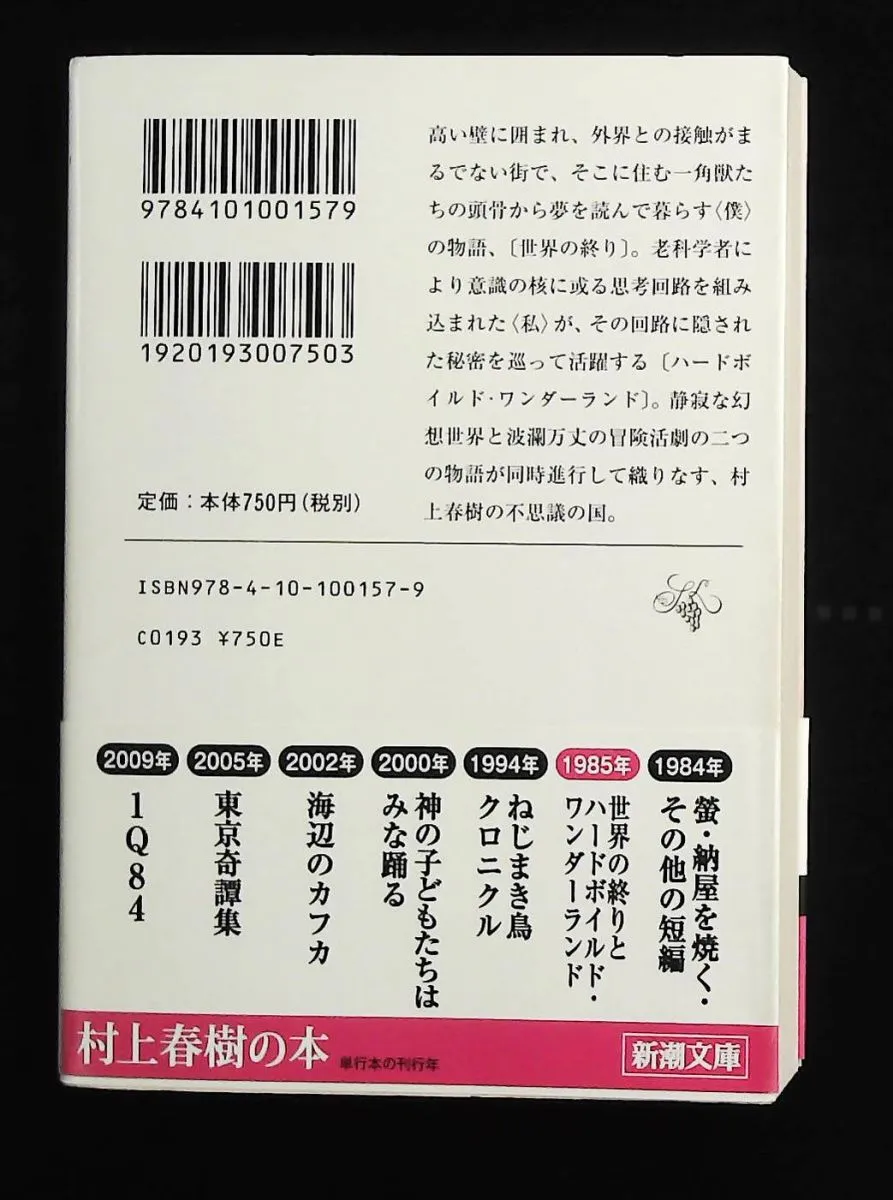 9784101001579
1920193007503
高い壁に囲まれ、外界との接触がま
るでない街で、そこに住む一角獣た
ちの頭骨から夢を読んで暮らす〈僕〉
の物語、〔世界の終り〕。老科学者に
より意識の核に或る思考回路を組み
込まれた〈私〉が、その回路に隠され
た秘密を巡って活躍する〔ハードボ
イルド・ワンダーランド〕。静寂な幻
想世界と波瀾万丈の冒険活劇の二つ
の物語が同時進行して織りなす、村
上春樹の不思議の国。
定価：本体750円（税別）
ISBN978-4-10-100157-9
C0193 ¥750E
1984年
螢・納屋を焼く・
その他の短編
1985年
世界の終りと
ハードボイルド・
ワンダーランド
1994年
ねじまき鳥
クロニクル
2000年
神の子どもたちは
みな踊る
2002年
海辺のカフカ
2005年
東京奇譚集
2009年
1Q84
村上春樹の本
単行本の刊行年
新潮文庫